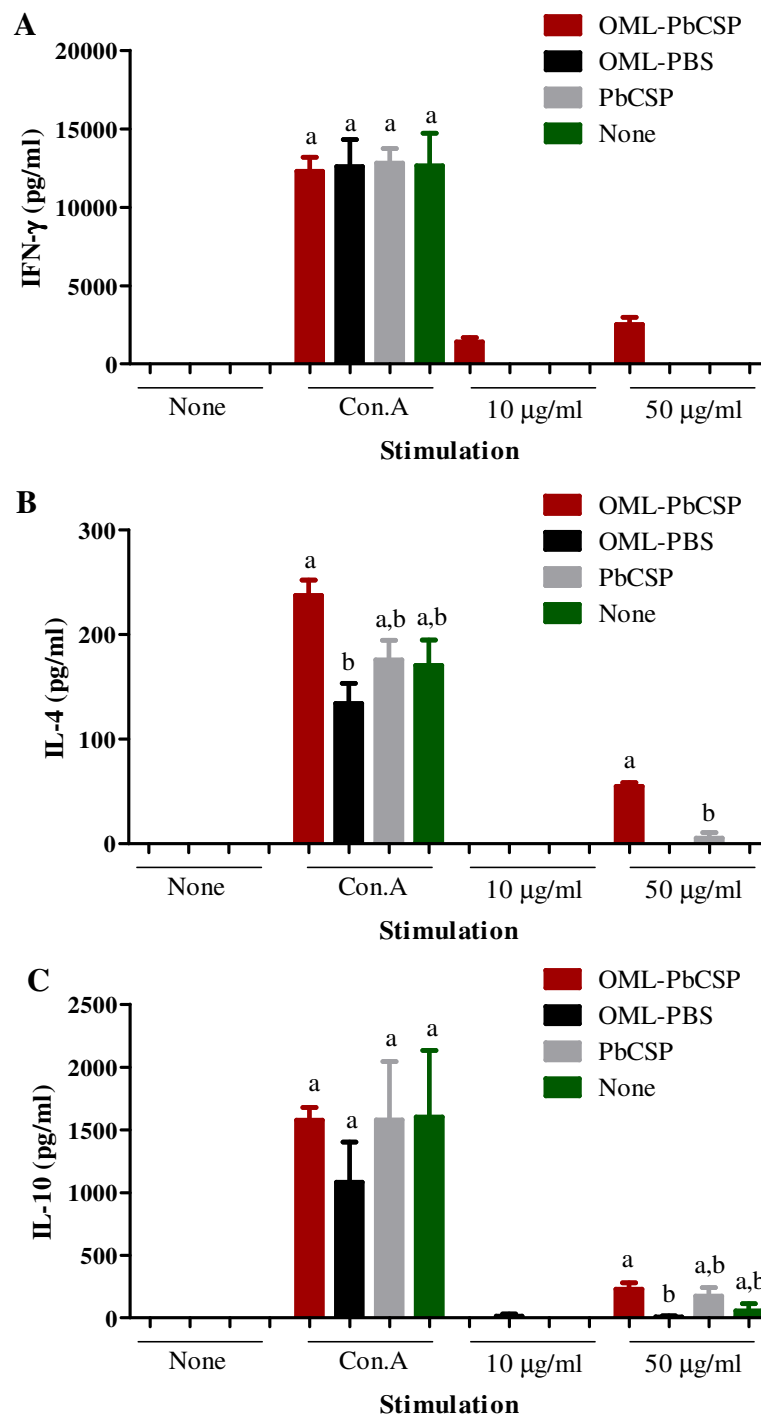 A
OML-PbCSP
OML-PBS
PbCSP
None
IFN-γ (pg/ml)
20000
15000
10000
5000
0
a a a a
None Con.A 10 µg/ml 50 µg/ml
Stimulation
B
OML-PbCSP
OML-PBS
PbCSP
None
IL-4 (pg/ml)
300
200
100
0
a b a,b a,b a b
None Con.A 10 µg/ml 50 µg/ml
Stimulation
C
OML-PbCSP
OML-PBS
PbCSP
None
IL-10 (pg/ml)
2500
2000
1500
1000
500
0
a a a a a b a,b a,b
None Con.A 10 µg/ml 50 µg/ml
Stimulation